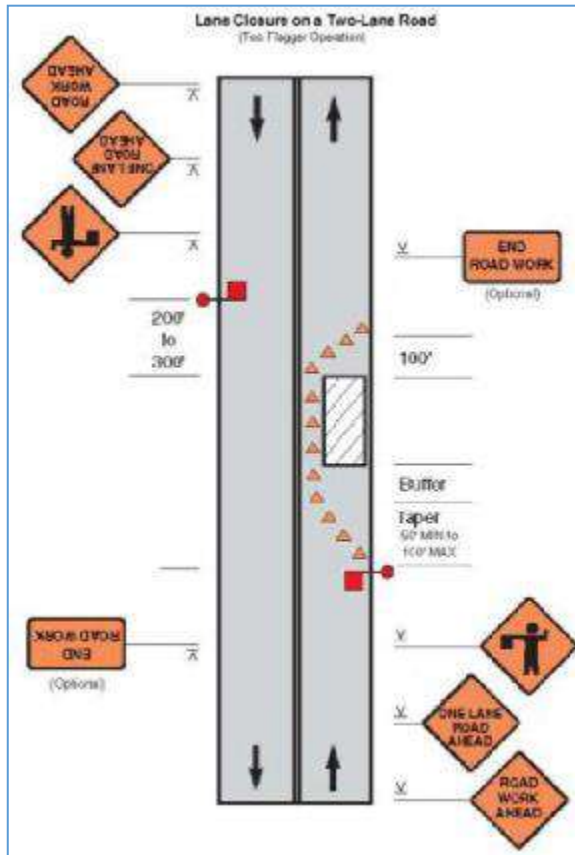 Lane Closure on a Two-Lane Road
(Two Flagger Operation)
ROAD
WORK
AHEAD
ONE LANE
ROAD
AHEAD
END
ROAD WORK
(Optional)
200'
to
300'
100'
Buffer
Taper
50' MIN to
100' MAX
END
ROAD WORK
(Optional)
ONE LANE
ROAD
AHEAD
ROAD
WORK
AHEAD